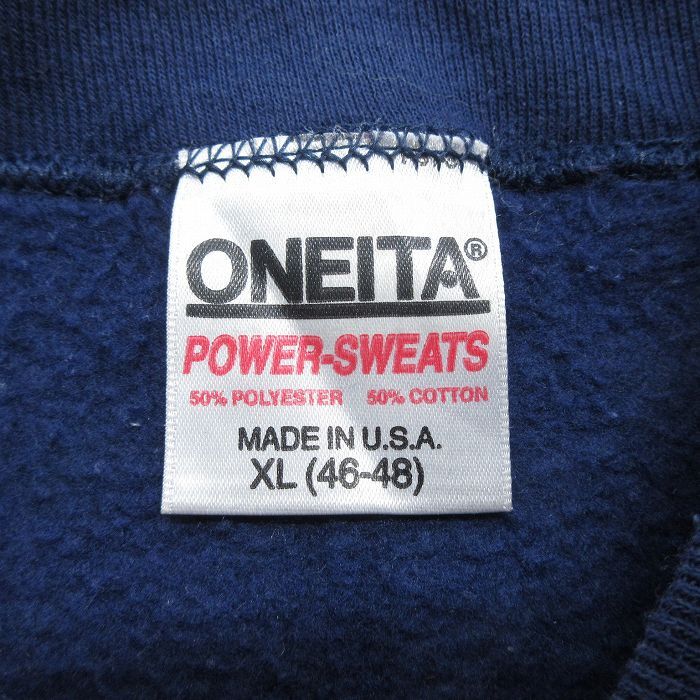 ONEITA®
POWER-SWEATS
50% POLYESTER 50% COTTON
MADE IN U.S.A.
XL (46-48)